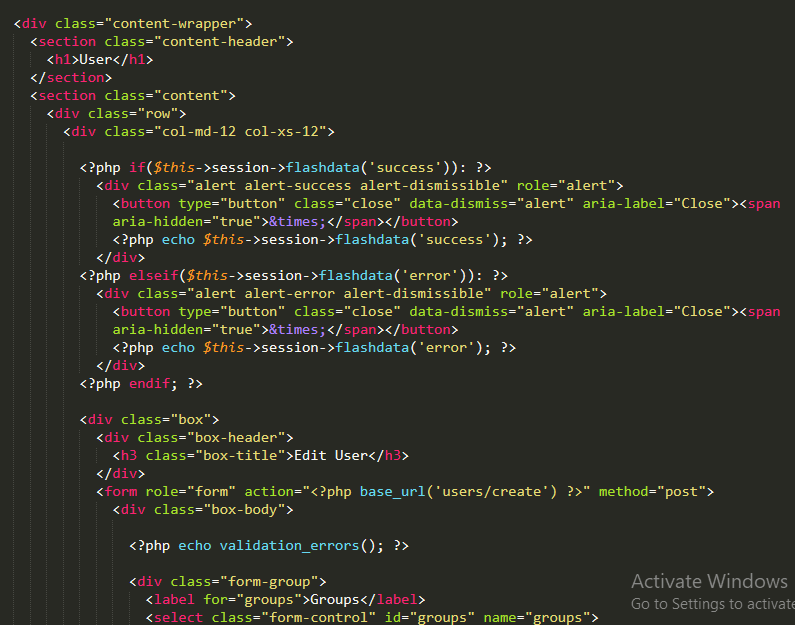 <div class="content-wrapper">
<section class="content-header">
<h1>User</h1>
</section>
<section class="content">
<div class="row">
<div class="col-md-12 col-xs-12">
<?php if($this->session->flashdata('success')): ?>
<div class="alert alert-success alert-dismissible" role="alert">
<button type="button" class="close" data-dismiss="alert" aria-label="Close"><span
aria-hidden="true">&times;</span></button>
<?php echo $this->session->flashdata('success'); ?>
</div>
<?php elseif($this->session->flashdata('error')): ?>
<div class="alert alert-error alert-dismissible" role="alert">
<button type="button" class="close" data-dismiss="alert" aria-label="Close"><span
aria-hidden="true">&times;</span></button>
<?php echo $this->session->flashdata('error'); ?>
</div>
<?php endif; ?>
<div class="box">
<div class="box-header">
<h3 class="box-title">Edit User</h3>
</div>
<form role="form" action="<?php base_url('users/create') ?>" method="post">
<div class="box-body">
<?php echo validation_errors(); ?>
<div class="form-group">
<label for="groups">Groups</label>
<select class="form-control" id="groups" name="groups">
Activate Windows
Go to Settings to activate